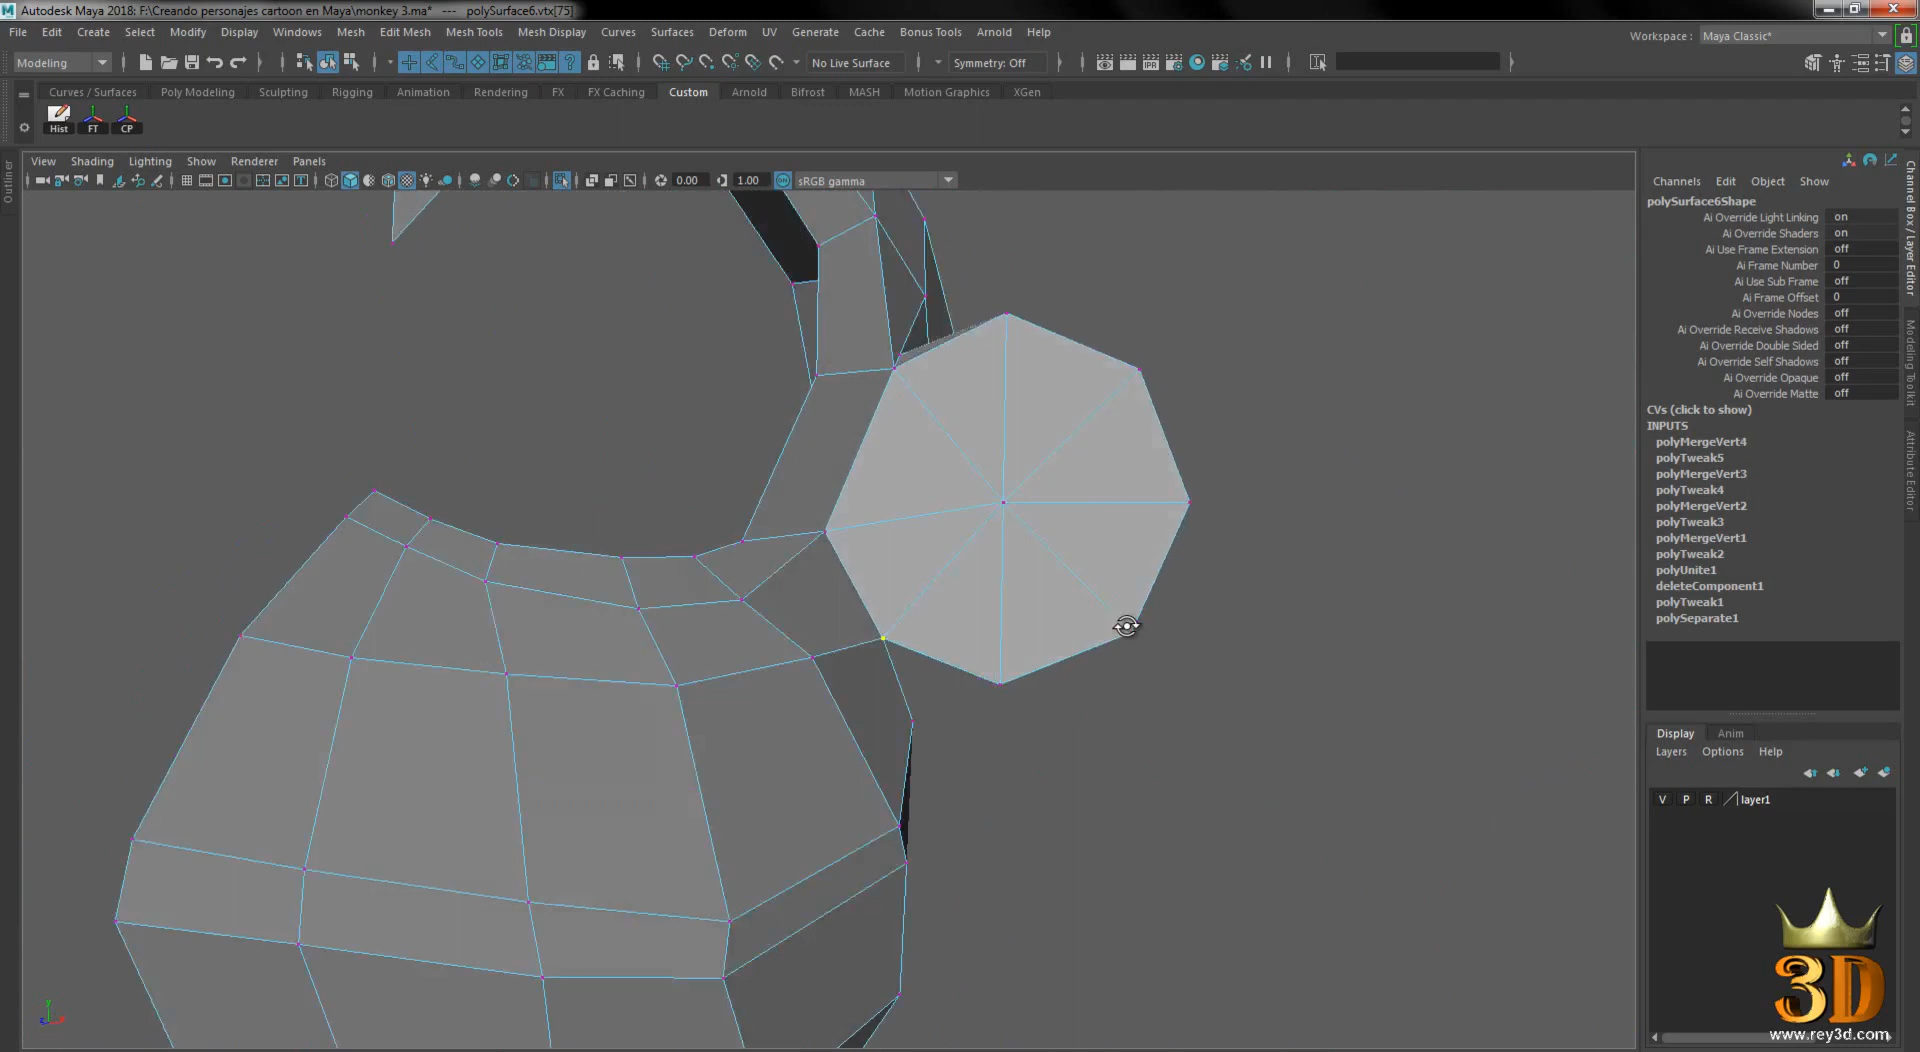 Autodesk Maya 2018: F:\Creando personajes cartoon en Maya\monkey 3.ma* --- polySurface6.vtx[75]
File Edit Create Select Modify Display Windows Mesh Edit Mesh Mesh Tools Mesh Display Curves Surfaces Deform UV Generate Cache Bonus Tools Arnold Help
Workspace : Maya Classic*
Modeling No Live Surface Symmetry: Off
Curves / Surfaces Poly Modeling Sculpting Rigging Animation Rendering FX FX Caching Custom Arnold Bifrost MASH Motion Graphics XGen
Hist FT CP
View Shading Lighting Show Renderer Panels
0.00 1.00 sRGB gamma
Outliner
Channels Edit Object Show
polySurface6Shape
Ai Override Light Linking on
Ai Override Shaders on
Ai Use Frame Extension off
Ai Frame Number 0
Ai Use Sub Frame off
Ai Frame Offset 0
Ai Override Nodes off
Ai Override Receive Shadows off
Ai Override Double Sided off
Ai Override Self Shadows off
Ai Override Opaque off
Ai Override Matte off
CVs (click to show)
INPUTS
polyMergeVert4
polyTweak5
polyMergeVert3
polyTweak4
polyMergeVert2
polyTweak3
polyMergeVert1
polyTweak2
polyUnite1
deleteComponent1
polyTweak1
polySeparate1
Channel Box / Layer Editor
Modeling Toolkit
Attribute Editor
Display Anim
Layers Options Help
V P R layer1
y
z x
3D
www.rey3d.com